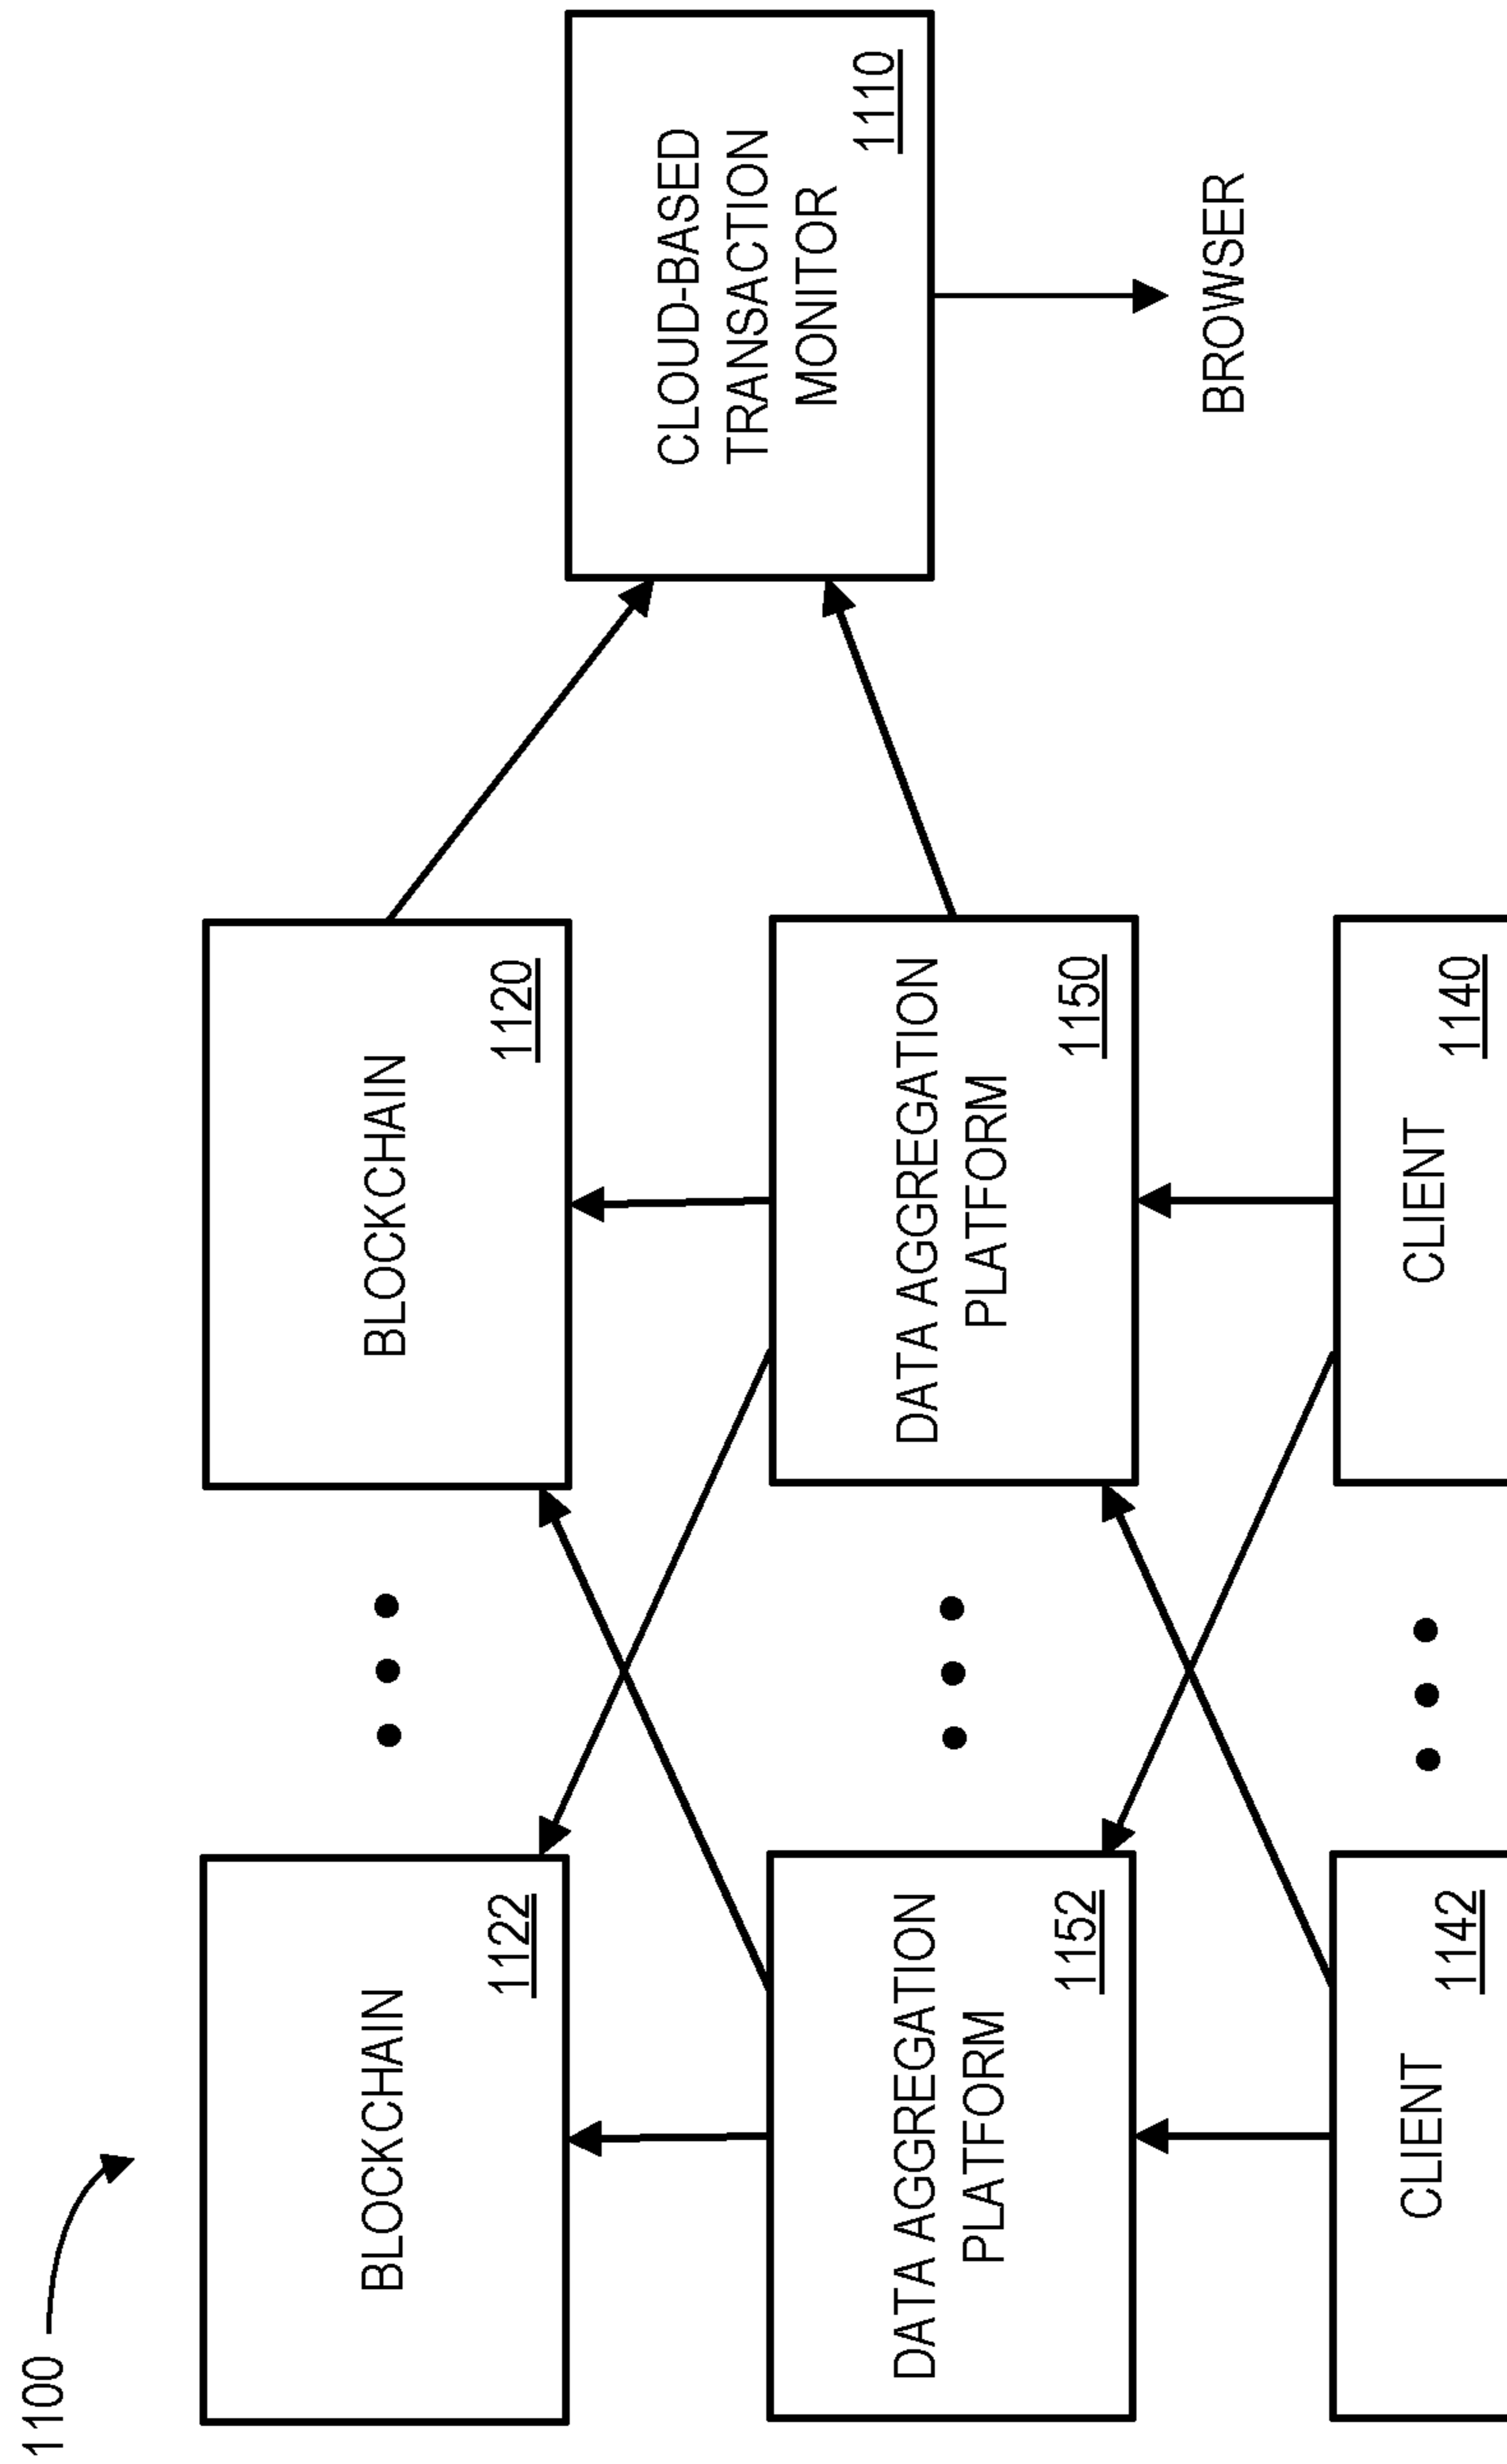 1100
BLOCKCHAIN
1122
BLOCKCHAIN
1120
CLOUD-BASED
TRANSACTION
MONITOR
1110
DATA AGGREGATION
PLATFORM
1152
DATA AGGREGATION
PLATFORM
1150
BROWSER
CLIENT
1142
CLIENT
1140